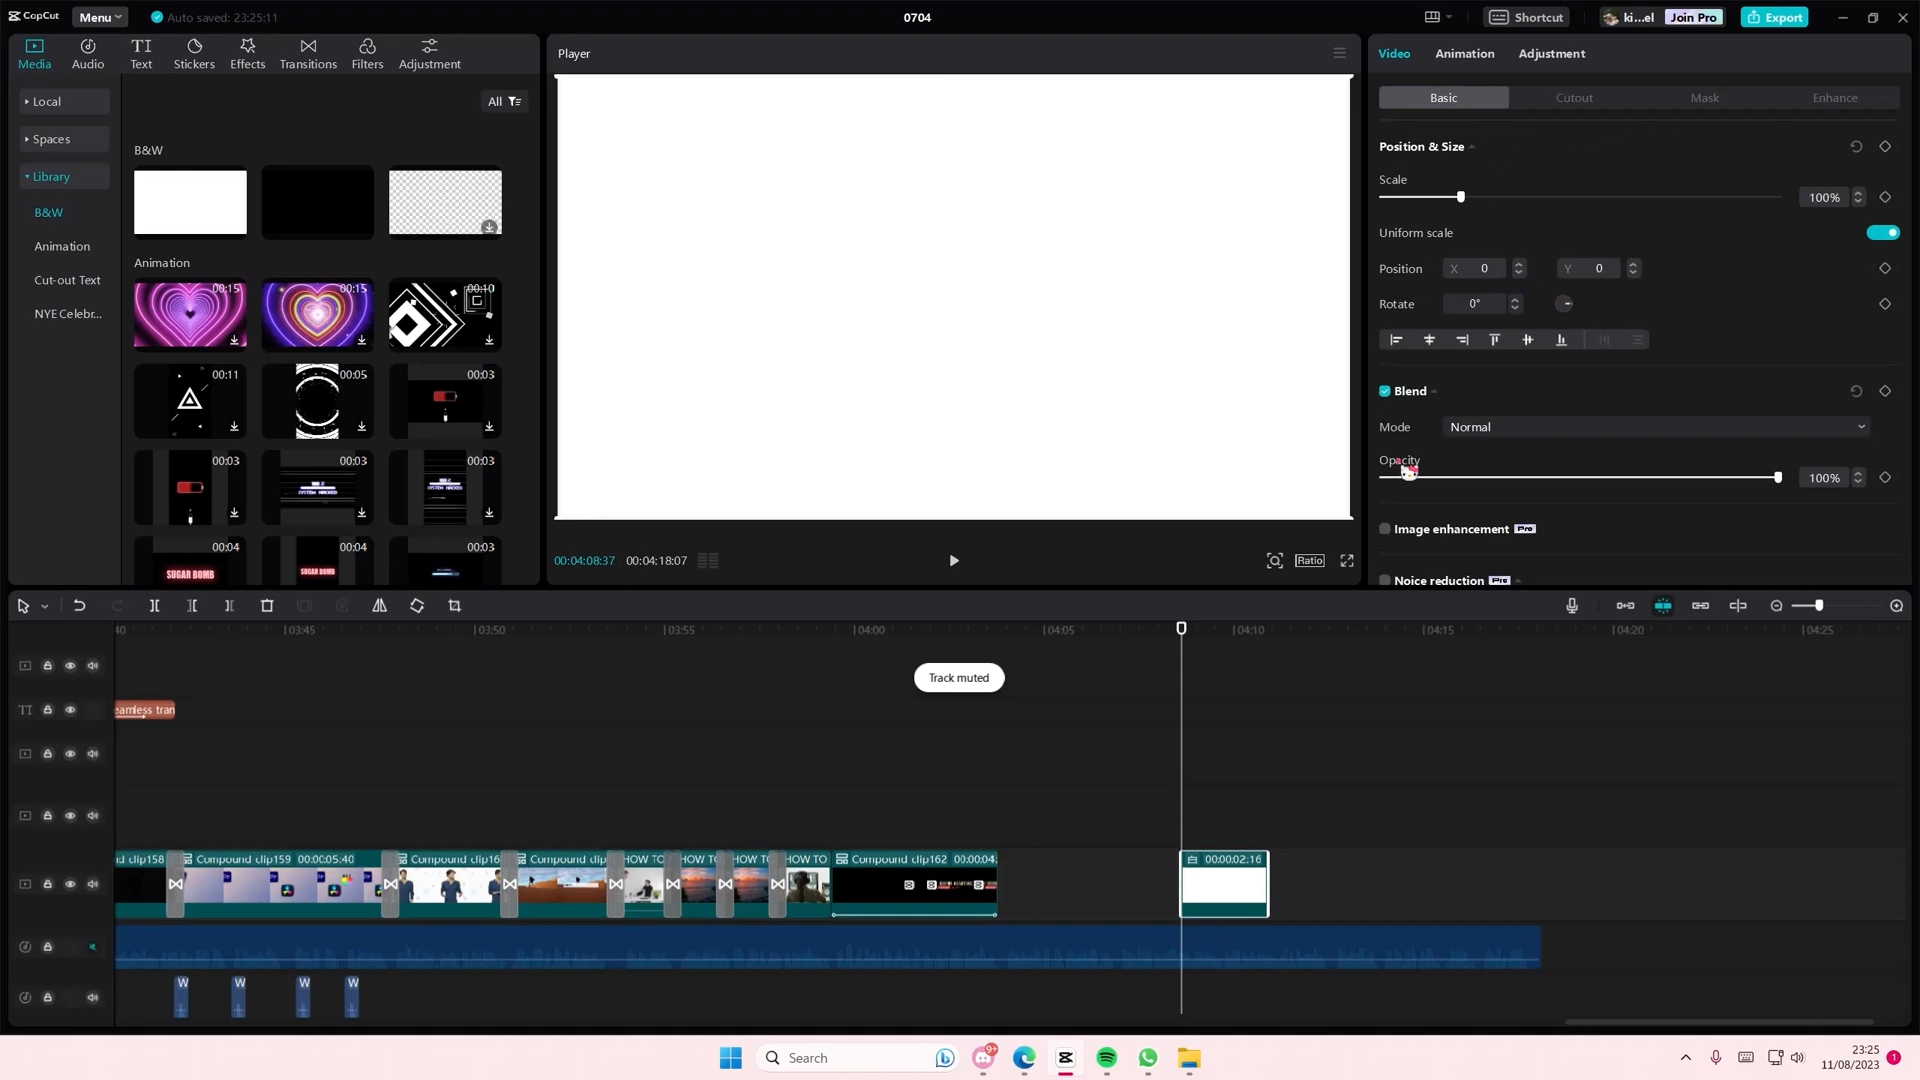 CapCut
Menu
Auto saved: 23:25:11
0704
Shortcut
ki...el
Join Pro
Export
Media
Audio
Text
Stickers
Effects
Transitions
Filters
Adjustment
Player
Video
Animation
Adjustment
Local
All
Basic
Cutout
Mask
Enhance
Spaces
B&W
Position & Size
Library
Scale
100%
B&W
Uniform scale
Animation
Animation
Position
X
0
Y
0
Cut-out Text
00:15
00:15
00:10
Rotate
0°
NYE Celebr...
00:11
00:05
00:03
Blend
Mode
Normal
00:03
00:03
00:03
Opacity
100%
SYSTEM HACKED
SYSTEM HACKED
Image enhancement
Pro
00:04
00:04
00:03
SUGAR BOMB
SUGAR BOMB
00:04:08:37
00:04:18:07
Ratio
Noice reduction
Pro
40
03:45
03:50
03:55
04:00
04:05
04:10
04:15
04:20
04:25
Track muted
TI
eamless tran
d clip158
Compound clip159 00:00:05:40
Compound clip16
Compound clip
HOW TO
HOW TO
HOW TO
HOW TO
Compound clip162 00:00:04:
00:00:02:16
W
W
W
W
Search
9+
23:25
11/08/2023
1